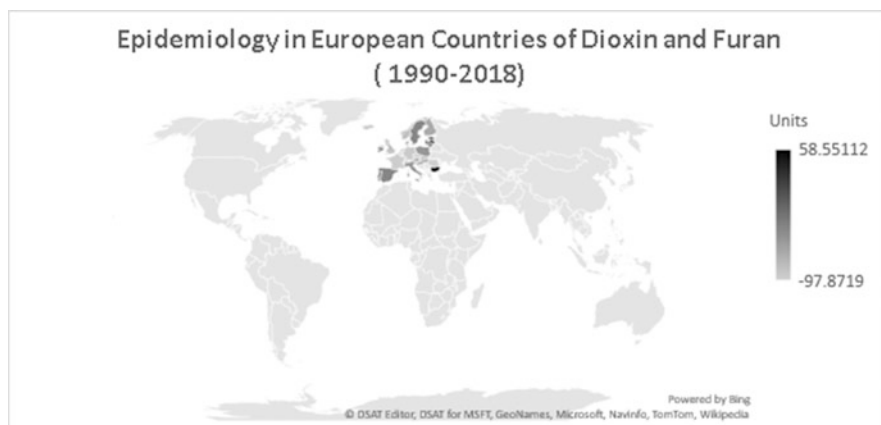 Epidemiology in European Countries of Dioxin and Furan
( 1990-2018)
Units
58.55112
-97.8719
Powered by Bing
© DSAT Editor, DSAT for MSFT, GeoNames, Microsoft, Navinfo, TomTom, Wikipedia